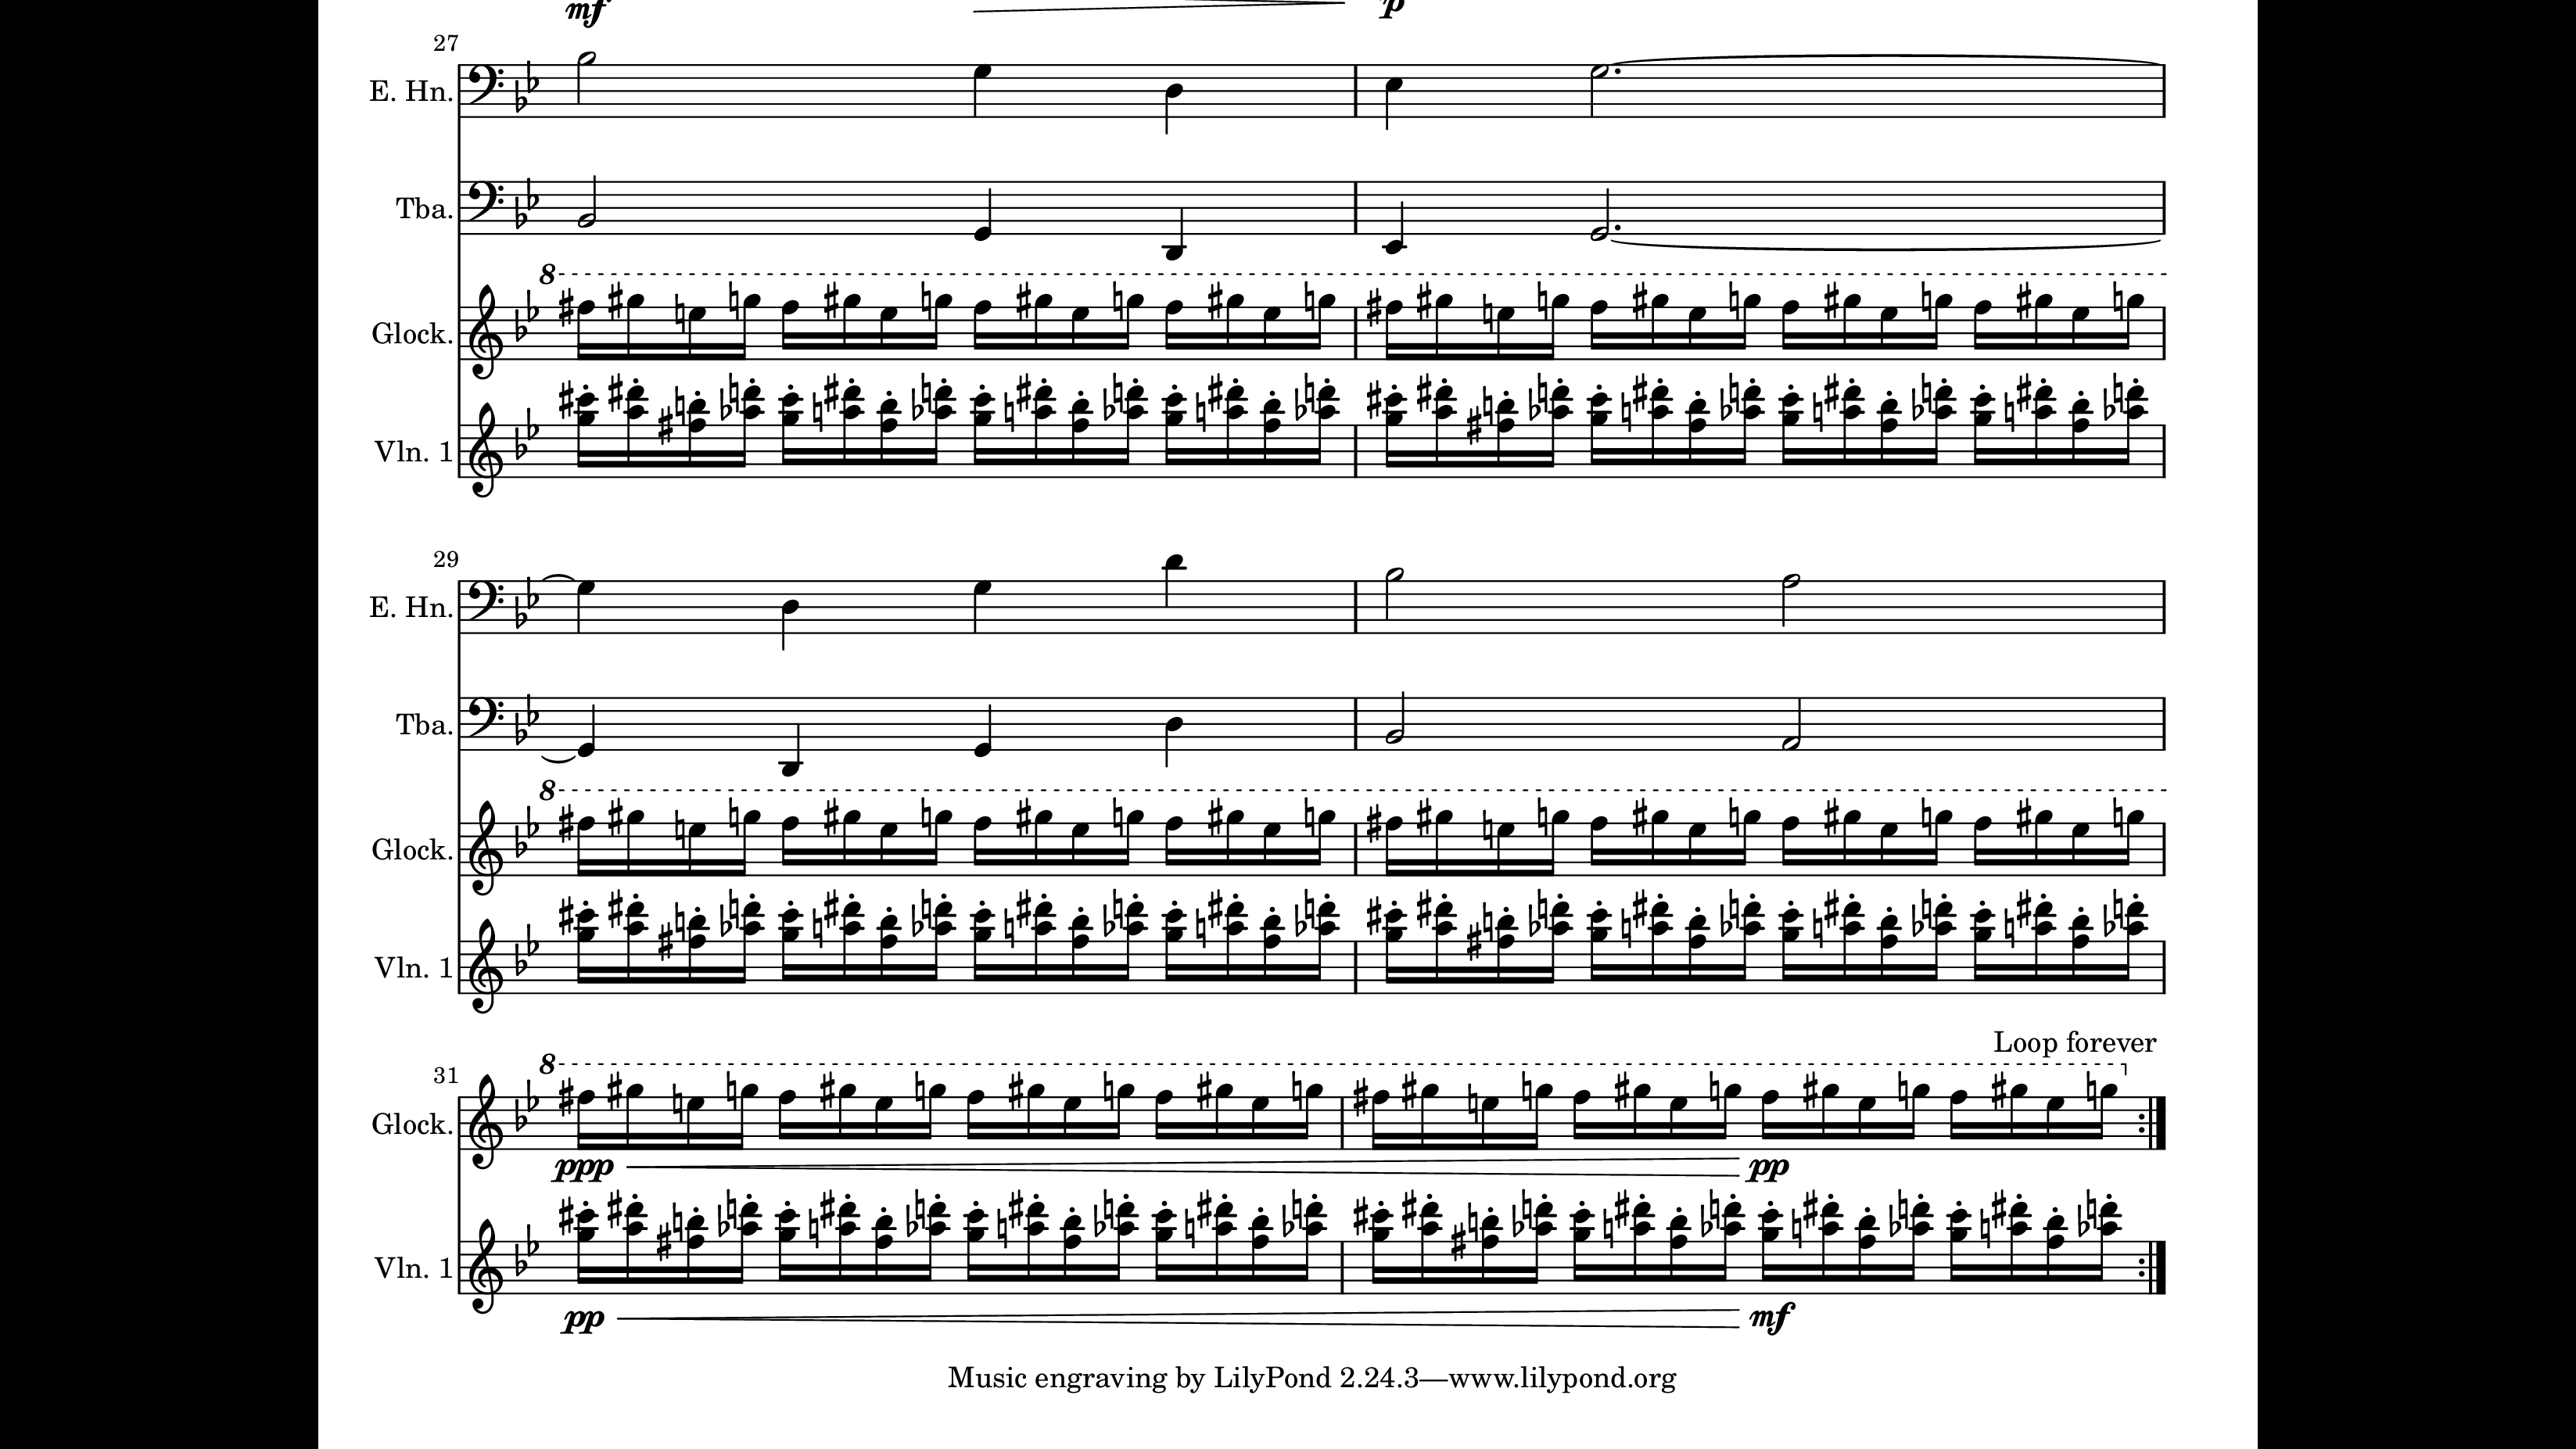 mf p
27
E. Hn.
Tba.
8
Glock.
Vln. 1
29
E. Hn.
Tba.
8
Glock.
Vln. 1
Loop forever
8
31
Glock.
ppp pp
Vln. 1
pp mf
Music engraving by LilyPond 2.24.3—www.lilypond.org